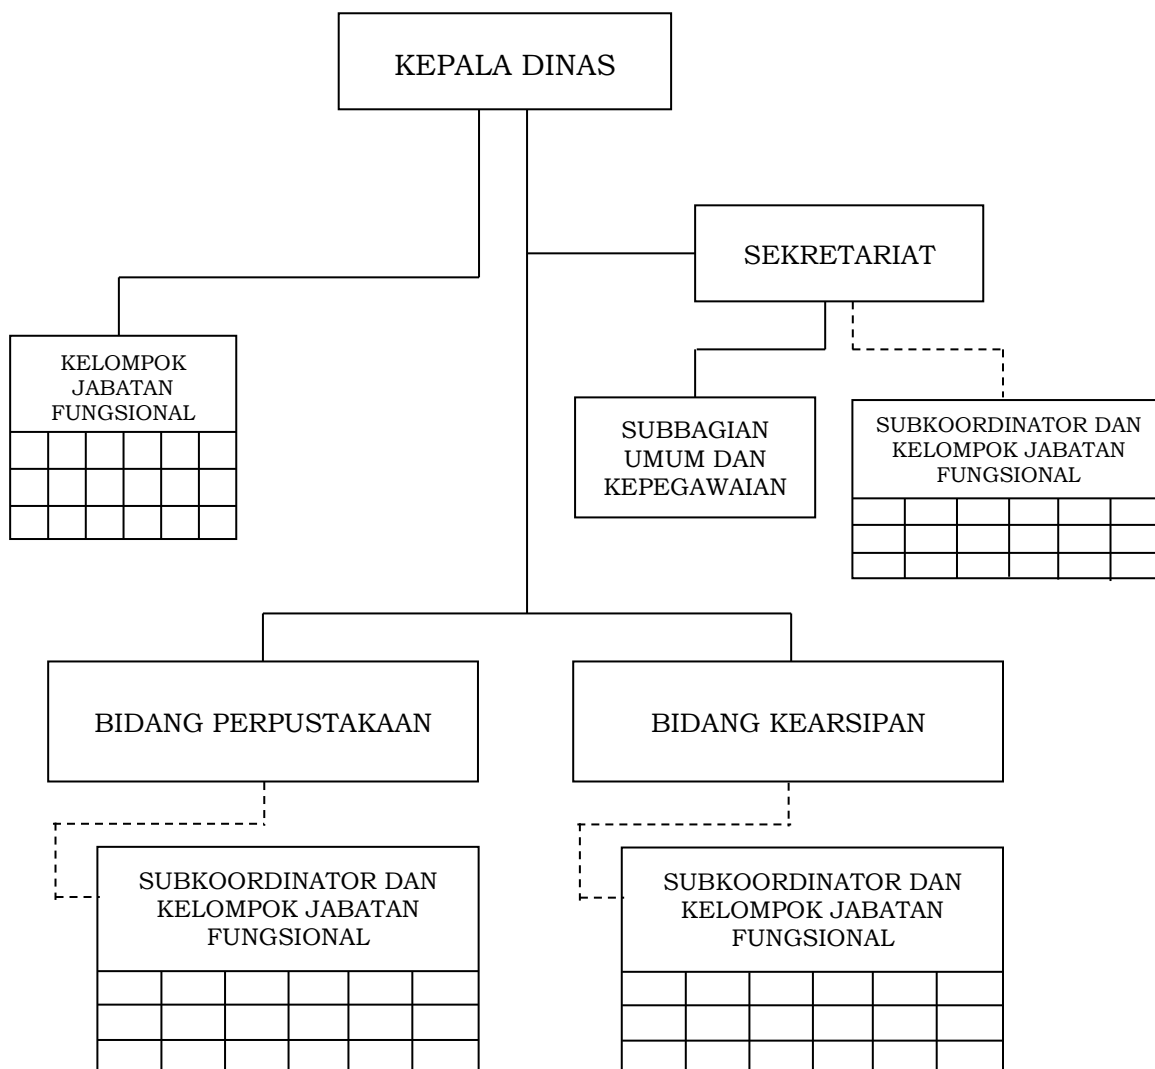 KEPALA DINAS
SEKRETARIAT
KELOMPOK
JABATAN
FUNGSIONAL
SUBBAGIAN
UMUM DAN
KEPEGAWAIAN
SUBKOORDINATOR DAN
KELOMPOK JABATAN
FUNGSIONAL
BIDANG PERPUSTAKAAN
BIDANG KEARSIPAN
SUBKOORDINATOR DAN
KELOMPOK JABATAN
FUNGSIONAL
SUBKOORDINATOR DAN
KELOMPOK JABATAN
FUNGSIONAL